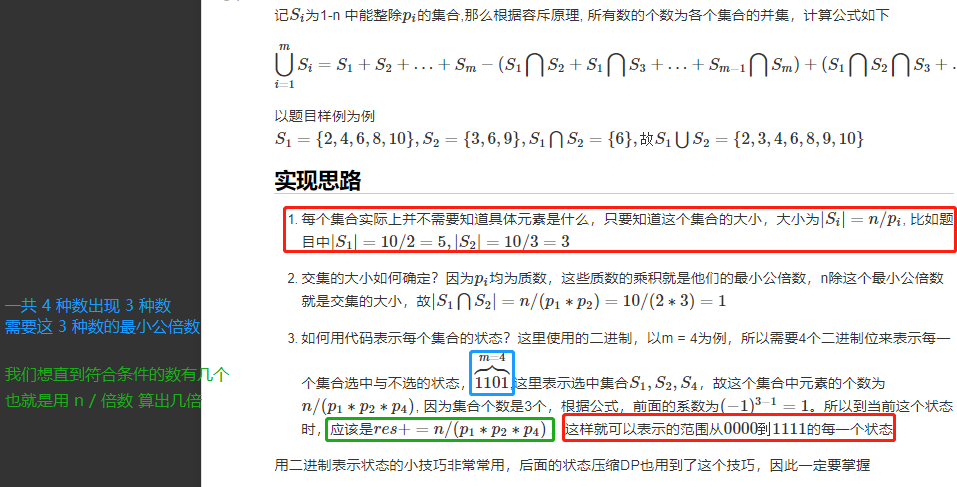 记S_i为1-n 中能整除p_i的集合,那么根据容斥原理, 所有数的个数为各个集合的并集，计算公式如下
⋃_{i=1}^{m} S_i = S_1 + S_2 + … + S_m − (S_1⋂S_2 + S_1⋂S_3 + … + S_{m−1}⋂S_m) + (S_1⋂S_2⋂S_3 + .
以题目样例为例
S_1 = {2, 4, 6, 8, 10}, S_2 = {3, 6, 9}, S_1⋂S_2 = {6}, 故S_1⋃S_2 = {2, 3, 4, 6, 8, 9, 10}
实现思路
1. 每个集合实际上并不需要知道具体元素是什么，只要知道这个集合的大小，大小为|S_i| = n/p_i, 比如题
目中|S_1| = 10/2 = 5, |S_2| = 10/3 = 3
2. 交集的大小如何确定？因为p_i均为质数，这些质数的乘积就是他们的最小公倍数，n除这个最小公倍数
就是交集的大小，故|S_1⋂S_2| = n/(p_1 * p_2) = 10/(2 * 3) = 1
一共 4 种数出现 3 种数
需要这 3 种数的最小公倍数
3. 如何用代码表示每个集合的状态？这里使用的二进制，以m = 4为例，所以需要4个二进制位来表示每一
m=4
个集合选中与不选的状态，1101,这里表示选中集合S_1, S_2, S_4，故这个集合中元素的个数为
n/(p_1 * p_2 * p_4), 因为集合个数是3个，根据公式，前面的系数为(−1)^{3−1} = 1。所以到当前这个状态
时，应该是res+ = n/(p_1 * p_2 * p_4) 这样就可以表示的范围从0000到1111的每一个状态
我们想直到符合条件的数有几个
也就是用 n / 倍数 算出几倍
用二进制表示状态的小技巧非常常用，后面的状态压缩DP也用到了这个技巧，因此一定要掌握